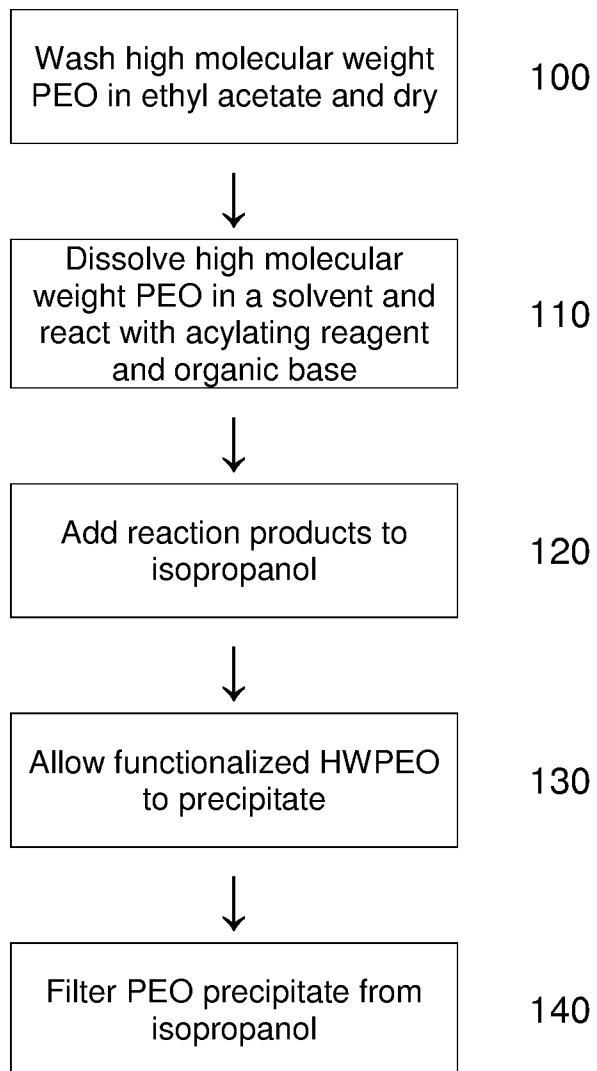 Wash high molecular weight
PEO in ethyl acetate and dry
100
Dissolve high molecular
weight PEO in a solvent and
react with acylating reagent
and organic base
110
Add reaction products to
isopropanol
120
Allow functionalized HWPEO
to precipitate
130
Filter PEO precipitate from
isopropanol
140